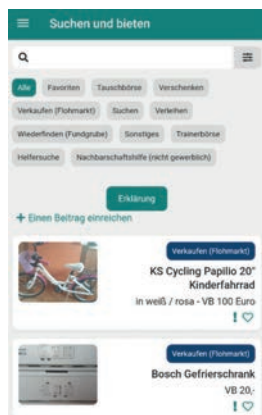 Suchen und bieten
Alle Favoriten Tauschbörse Verschenken
Verkaufen (Flohmarkt) Suchen Verleihen
Wiederfinden (Fundgrube) Sonstiges Trainerbörse
Helfersuche Nachbarschaftshilfe (nicht gewerblich)
Erklärung
+ Einen Beitrag einreichen
Verkaufen (Flohmarkt)
KS Cycling Papilio 20"
Kinderfahrrad
in weiß / rosa - VB 100 Euro
Verkaufen (Flohmarkt)
Bosch Gefrierschrank
VB 20,-